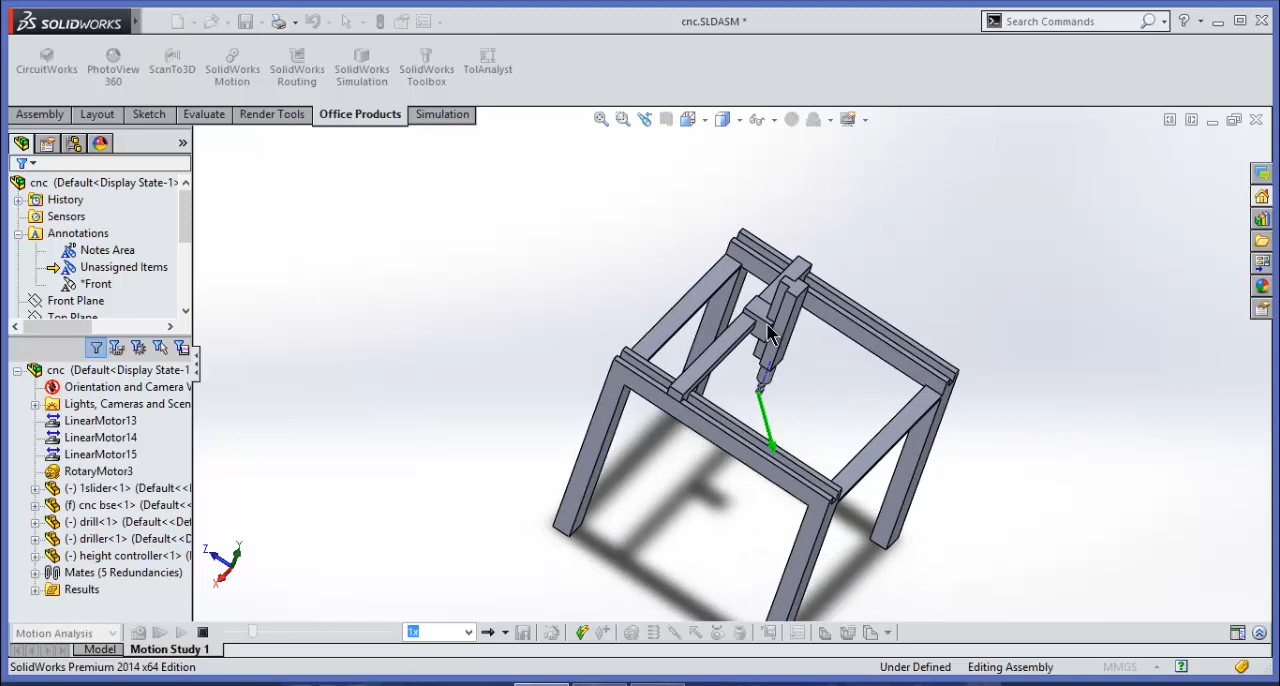 SOLIDWORKS
cnc.SLDASM *
Search Commands
CircuitWorks
PhotoView
360
ScanTo3D
SolidWorks
Motion
SolidWorks
Routing
SolidWorks
Simulation
SolidWorks
Toolbox
TolAnalyst
Assembly
Layout
Sketch
Evaluate
Render Tools
Office Products
Simulation
cnc (Default<Display State-1>
History
Sensors
Annotations
Notes Area
Unassigned Items
*Front
Front Plane
Top Plane
cnc (Default<Display State-1
Orientation and Camera V
Lights, Cameras and Scen
LinearMotor13
LinearMotor14
LinearMotor15
RotaryMotor3
(-) 1slider<1> (Default<<
(f) cnc bse<1> (Default<<
(-) drill<1> (Default<<Def
(-) driller<1> (Default<<D
(-) height controller<1> (
Mates (5 Redundancies)
Results
Z
Y
X
Motion Analysis
1x
Model
Motion Study 1
SolidWorks Premium 2014 x64 Edition
Under Defined
Editing Assembly
MMGS